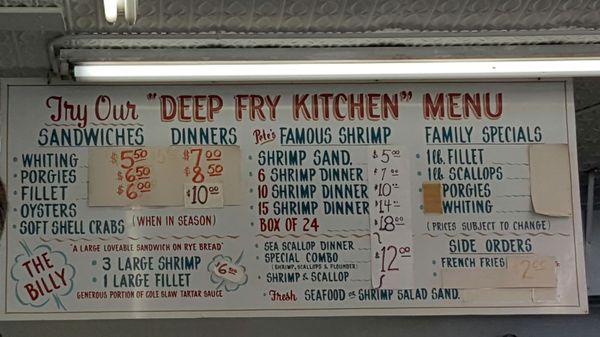 Try Our "DEEP FRY KITCHEN" MENU
SANDWICHES DINNERS
• WHITING $5.50 $7.00
• PORGIES $6.50 $8.50
• FILLET $6.00 $10.00
• OYSTERS
• SOFT SHELL CRABS (WHEN IN SEASON)
"A LARGE LOVEABLE SANDWICH ON RYE BREAD"
THE BILLY
• 3 LARGE SHRIMP
• 1 LARGE FILLET
$6.00
GENEROUS PORTION OF COLE SLAW TARTAR SAUCE
Pete's FAMOUS SHRIMP
• SHRIMP SAND. $5.00
• 6 SHRIMP DINNER $7.00
• 10 SHRIMP DINNER $10.00
• 15 SHRIMP DINNER $14.00
• BOX OF 24 $18.00
• SEA SCALLOP DINNER
• SPECIAL COMBO $12.00
(SHRIMP, SCALLOPS & FLOUNDER)
• SHRIMP & SCALLOP
• Fresh SEAFOOD or SHRIMP SALAD SAND.
FAMILY SPECIALS
• 1 lb. FILLET
• 1 lb. SCALLOPS
PORGIES
WHITING
(PRICES SUBJECT TO CHANGE)
SIDE ORDERS
• FRENCH FRIES $2.00